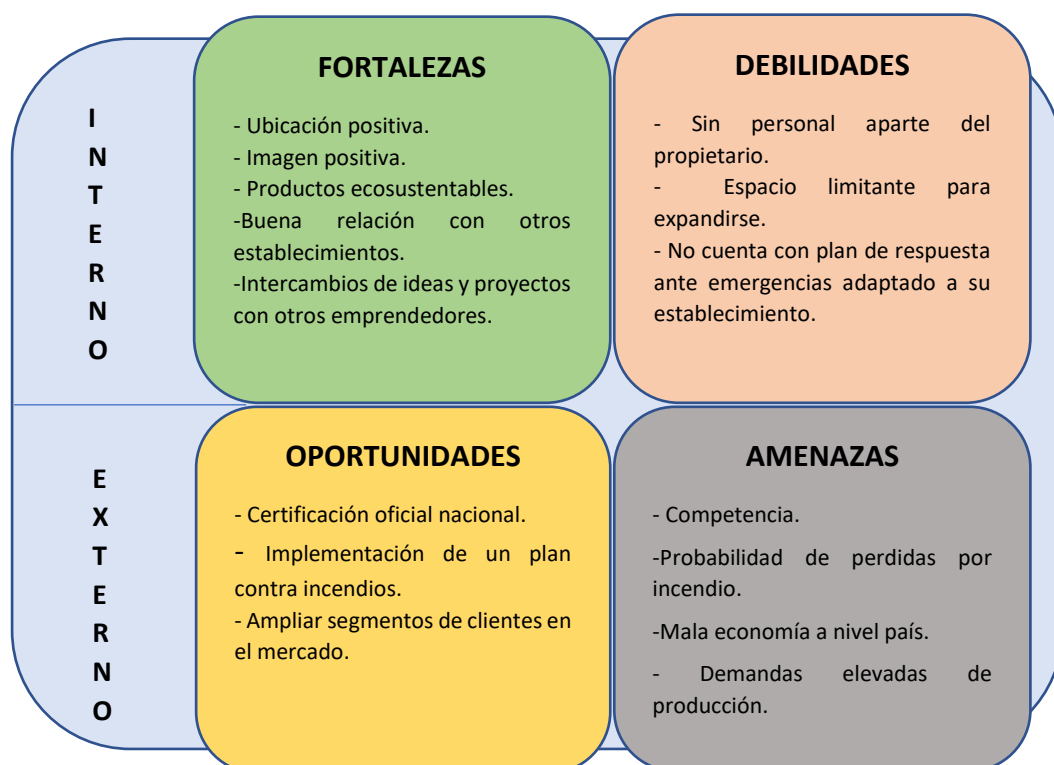 INTERNO
FORTALEZAS
- Ubicación positiva.
- Imagen positiva.
- Productos ecosustentables.
-Buena relación con otros
establecimientos.
-Intercambios de ideas y proyectos
con otros emprendedores.
DEBILIDADES
- Sin personal aparte del
propietario.
- Espacio limitante para
expandirse.
- No cuenta con plan de respuesta
ante emergencias adaptado a su
establecimiento.
EXTERNO
OPORTUNIDADES
- Certificación oficial nacional.
- Implementación de un plan
contra incendios.
- Ampliar segmentos de clientes en
el mercado.
AMENAZAS
- Competencia.
-Probabilidad de perdidas por
incendio.
-Mala economía a nivel país.
- Demandas elevadas de
producción.